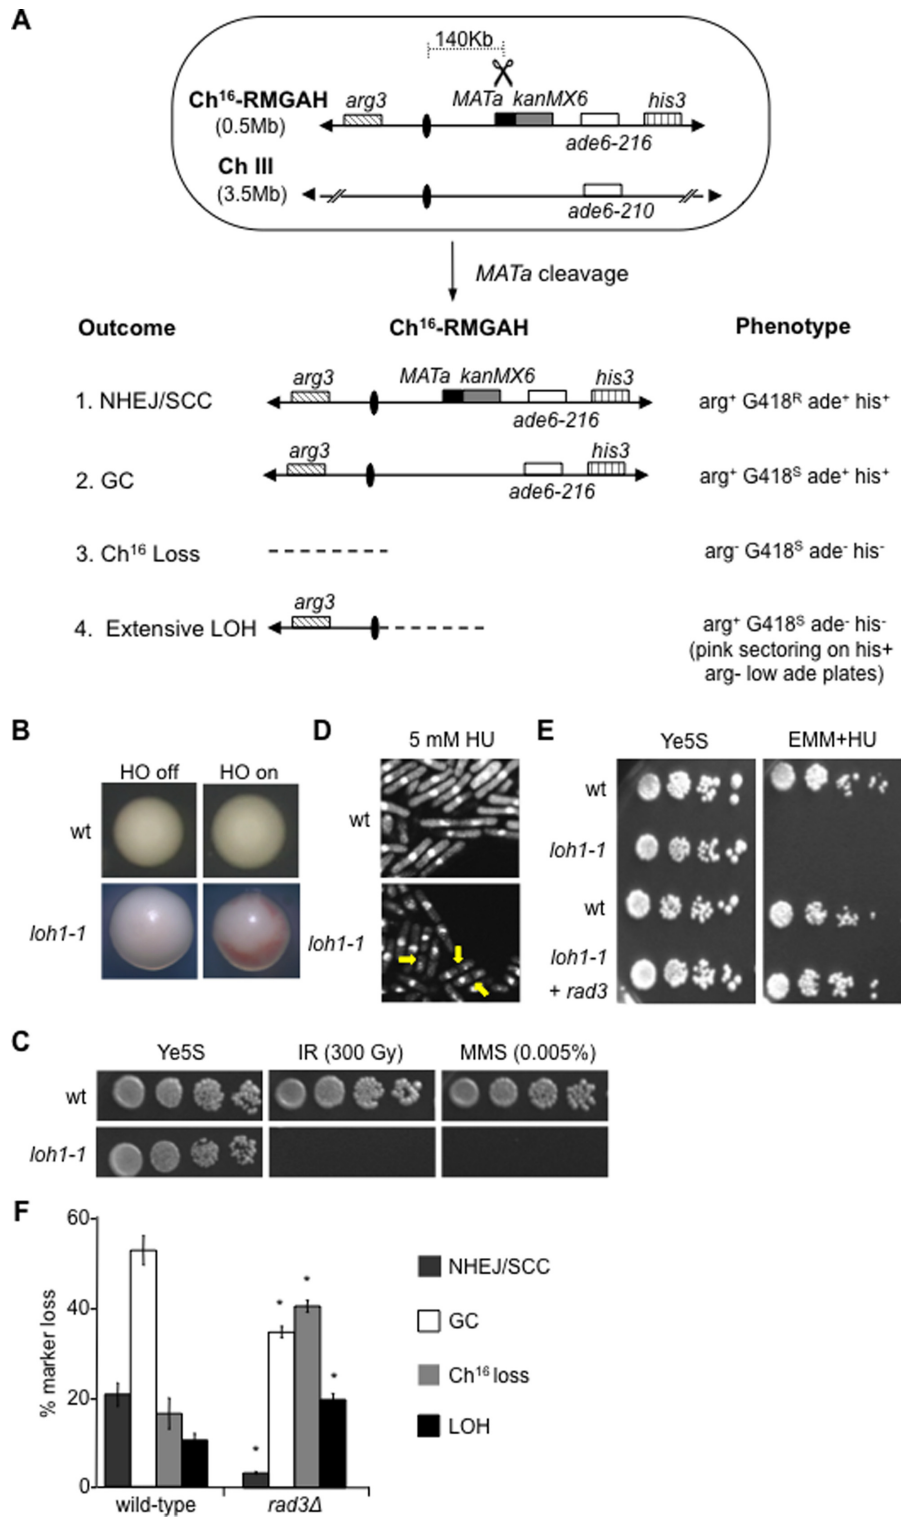 A
140Kb
Ch16-RMGAH
(0.5Mb)
arg3
MATa kanMX6
his3
ade6-216
Ch III
(3.5Mb)
ade6-210
MATa cleavage
Outcome
Ch16-RMGAH
Phenotype
1. NHEJ/SCC
arg3
MATa kanMX6
his3
ade6-216
arg+ G418R ade+ his+
2. GC
arg3
his3
ade6-216
arg+ G418S ade+ his+
3. Ch16 Loss
arg- G418S ade- his-
4. Extensive LOH
arg3
arg+ G418S ade- his-
(pink sectoring on his+
arg- low ade plates)
B
HO off
HO on
wt
loh1-1
D
5 mM HU
wt
loh1-1
E
Ye5S
EMM+HU
wt
loh1-1
wt
loh1-1
+ rad3
C
Ye5S
IR (300 Gy)
MMS (0.005%)
wt
loh1-1
F
% marker loss
60
40
20
0
* * * *
wild-type
rad3Δ
NHEJ/SCC
GC
Ch16 loss
LOH